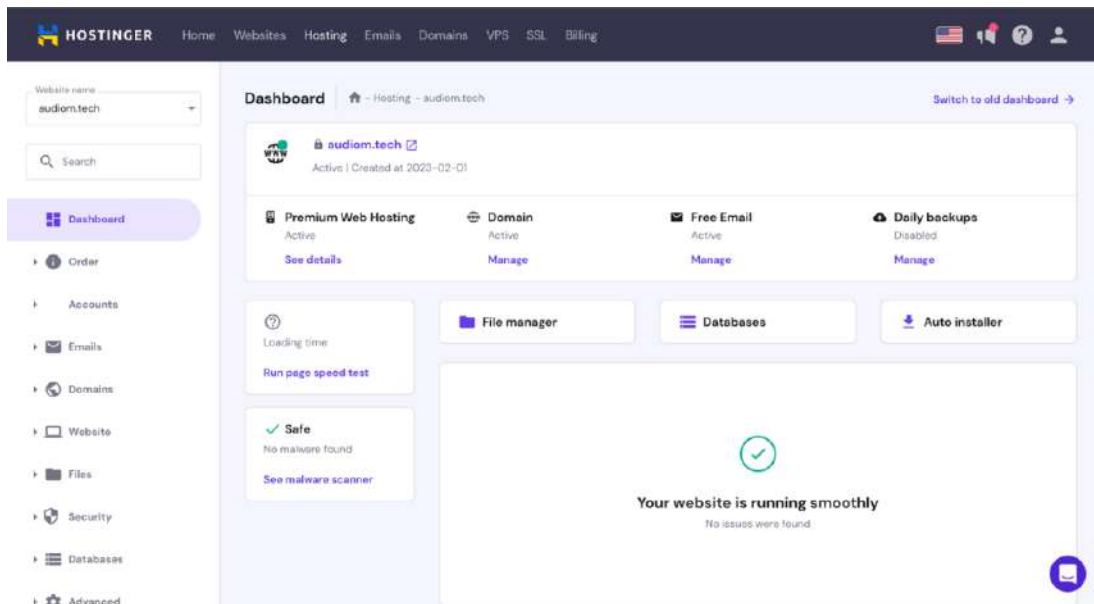 HOSTINGER Home Websites Hosting Emails Domains VPS SSL Billing
Website name
audiom.tech
Search
Dashboard
Order
Accounts
Emails
Domains
Website
Files
Security
Databases
Advanced
Dashboard - Hosting - audiom.tech
Switch to old dashboard →
www
audiom.tech
Active | Created at 2023-02-01
Premium Web Hosting
Active
See details
Domain
Active
Manage
Free Email
Active
Manage
Daily backups
Disabled
Manage
Loading time
Run page speed test
File manager
Databases
Auto installer
Safe
No malware found
See malware scanner
Your website is running smoothly
No issues were found